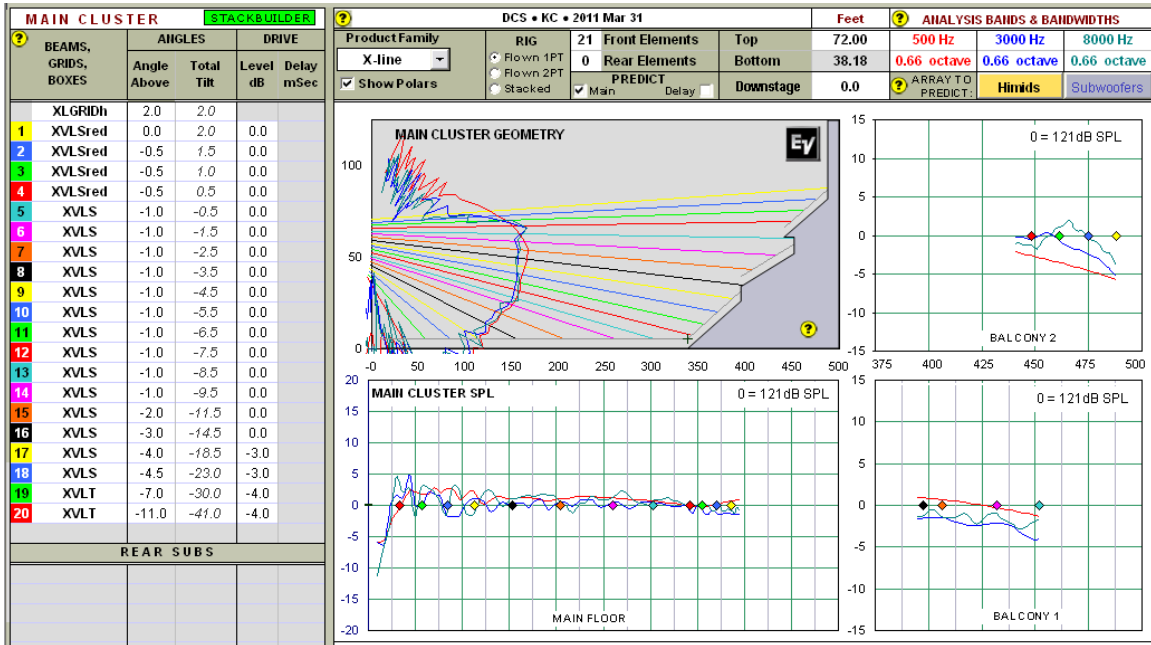 MAIN CLUSTER STACKBUILDER
? BEAMS, GRIDS, BOXES ANGLES DRIVE
Angle Above Total Tilt Level dB Delay mSec
XLGRIDh 2.0 2.0
1 XVLSred 0.0 2.0 0.0
2 XVLSred -0.5 1.5 0.0
3 XVLSred -0.5 1.0 0.0
4 XVLSred -0.5 0.5 0.0
5 XVLS -1.0 -0.5 0.0
6 XVLS -1.0 -1.5 0.0
7 XVLS -1.0 -2.5 0.0
8 XVLS -1.0 -3.5 0.0
9 XVLS -1.0 -4.5 0.0
10 XVLS -1.0 -5.5 0.0
11 XVLS -1.0 -6.5 0.0
12 XVLS -1.0 -7.5 0.0
13 XVLS -1.0 -8.5 0.0
14 XVLS -1.0 -9.5 0.0
15 XVLS -2.0 -11.5 0.0
16 XVLS -3.0 -14.5 0.0
17 XVLS -4.0 -18.5 -3.0
18 XVLS -4.5 -23.0 -3.0
19 XVLT -7.0 -30.0 -4.0
20 XVLT -11.0 -41.0 -4.0
REAR SUBS
? DCS • KC • 2011 Mar 31 Feet
Product Family
X-line
Show Polars
RIG
Flown 1PT
Flown 2PT
Stacked
21 Front Elements
0 Rear Elements
PREDICT
Main Delay
Top 72.00
Bottom 38.18
Downstage 0.0
? ANALYSIS BANDS & BANDWIDTHS
500 Hz 3000 Hz 8000 Hz
0.66 octave 0.66 octave 0.66 octave
? ARRAY TO PREDICT: Himids Subwoofers
MAIN CLUSTER GEOMETRY
EV
100
50
0
?
-0 50 100 150 200 250 300 350 400 450 500
15
10
5
0
-5
-10
-15
0 = 121dB SPL
BALCONY 2
375 400 425 450 475 500
20
15
10
5
0
-5
-10
-15
-20
MAIN CLUSTER SPL 0 = 121dB SPL
MAIN FLOOR
15
10
5
0
-5
-10
-15
0 = 121dB SPL
BALCONY 1